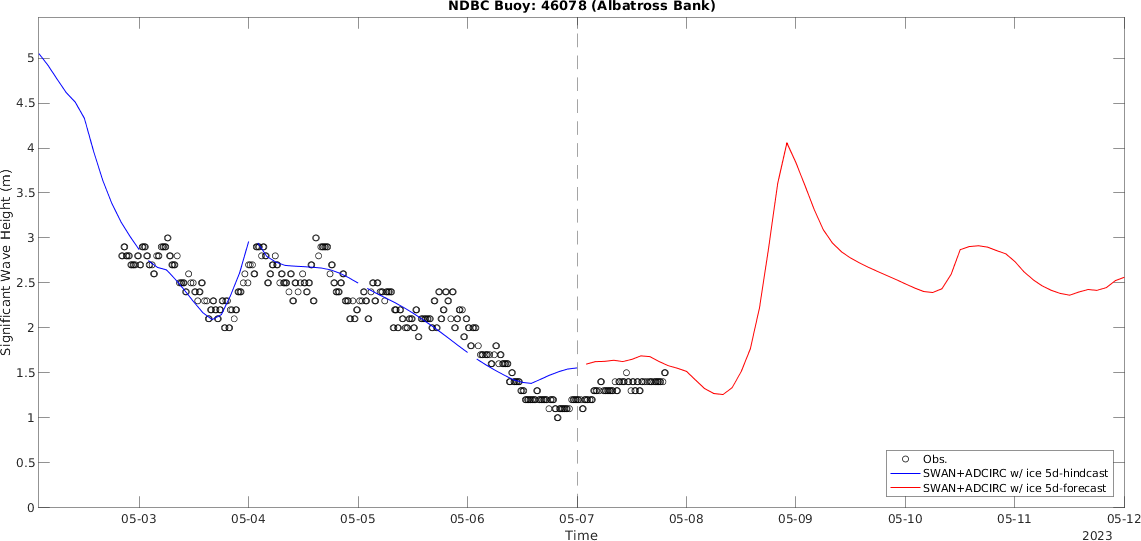 NDBC Buoy: 46078 (Albatross Bank)
5
4.5
4
3.5
3
2.5
2
1.5
1
0.5
0
Significant Wave Height (m)
Obs.
SWAN+ADCIRC w/ ice 5d-hindcast
SWAN+ADCIRC w/ ice 5d-forecast
05-03 05-04 05-05 05-06 05-07 05-08 05-09 05-10 05-11 05-12
Time
2023